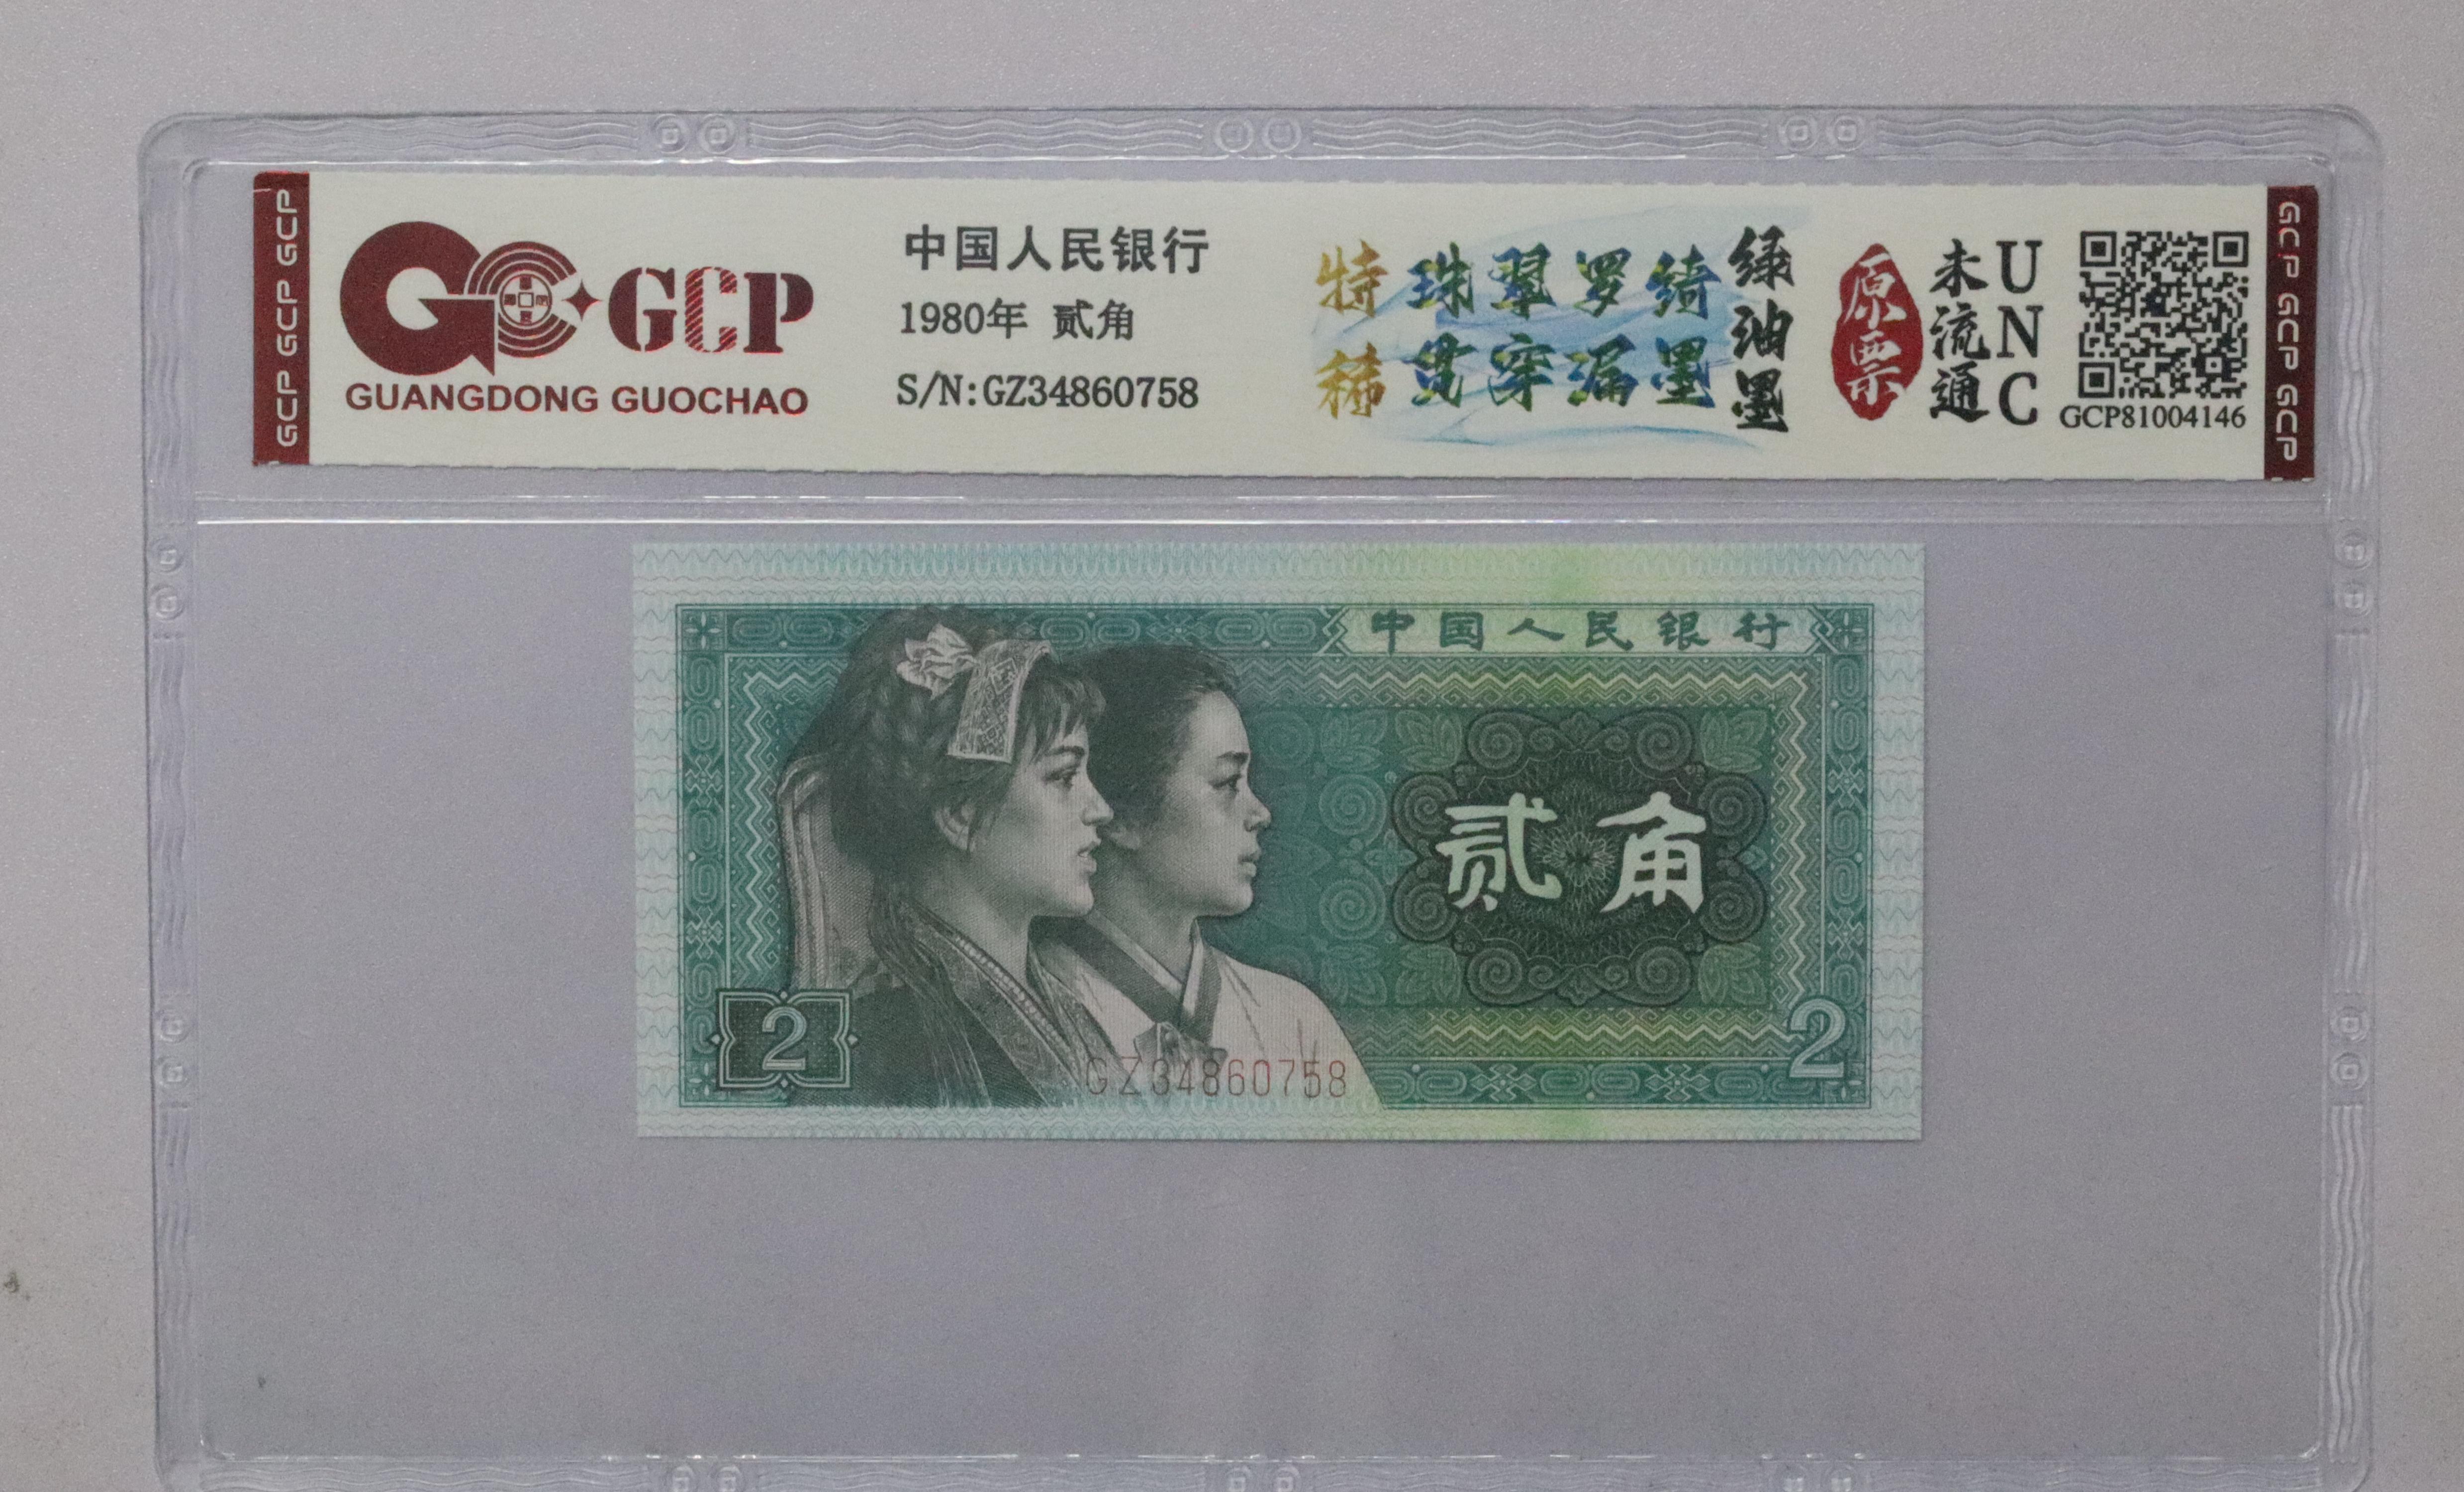 GCP GCP GCP
GCP
GUANGDONG GUOCHAO
中国人民银行
1980年 贰角
S/N:GZ34860758
特稀
珠翠罗绮
贯穿漏墨
绿油墨
原票
未流通
UNC
GCP81004146
GCP GCP GCP
中国人民银行
贰角
2
2
GZ34860758